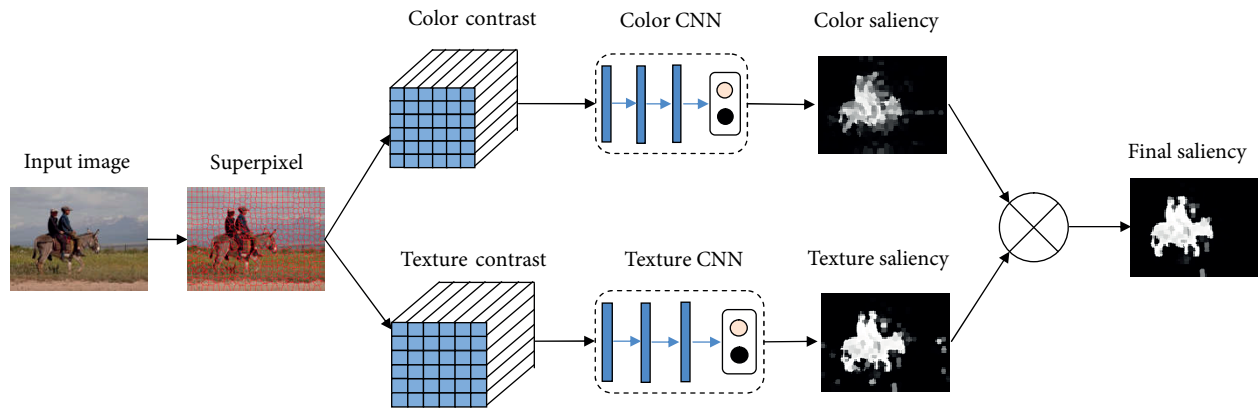 Color contrast
Color CNN
Color saliency
Input image
Superpixel
Final saliency
Texture contrast
Texture CNN
Texture saliency